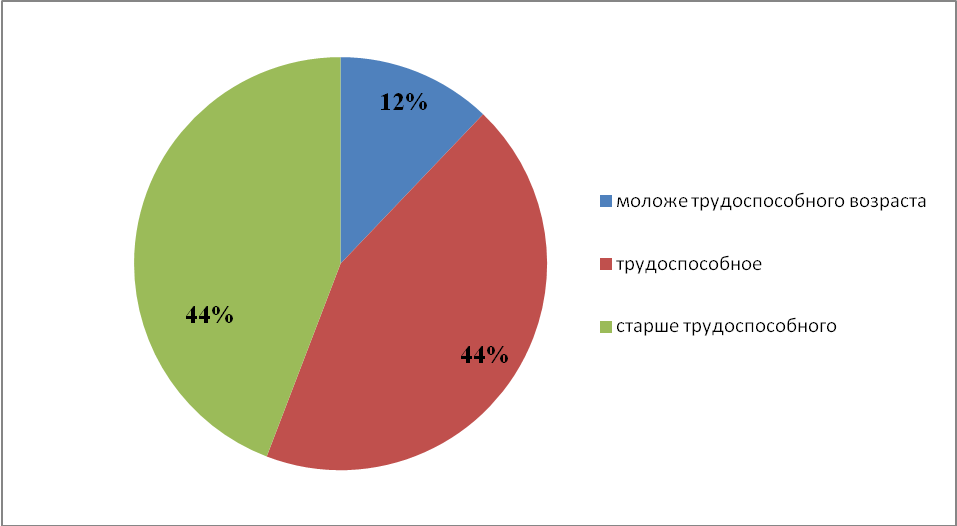 12%
44%
44%
моложе трудоспособного возраста
трудоспособное
старше трудоспособного